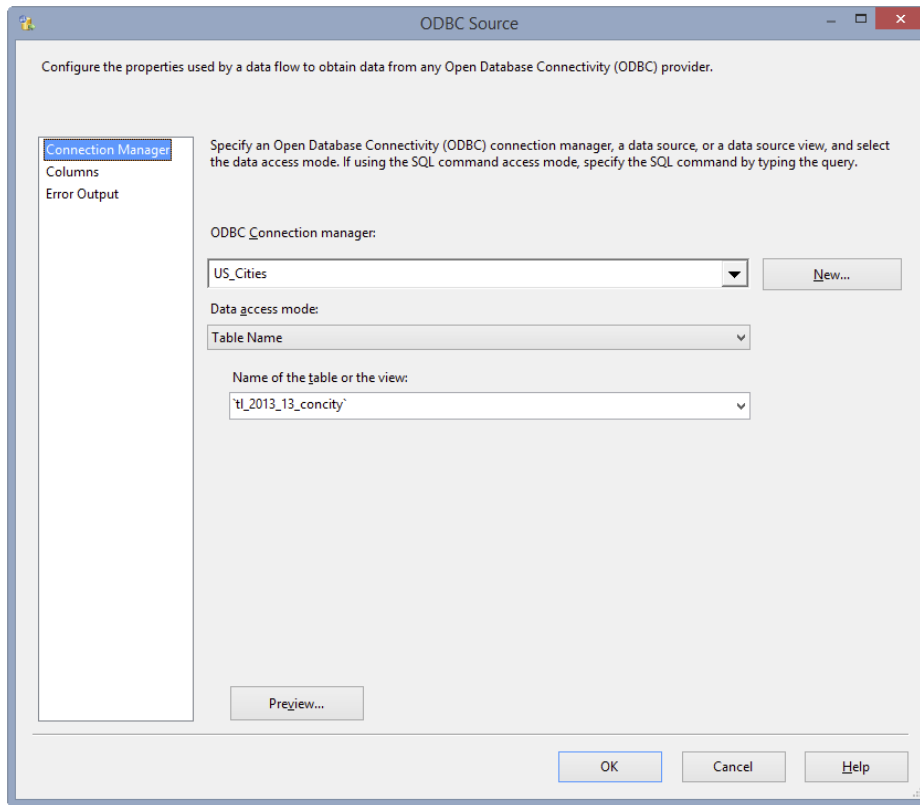 ODBC Source
Configure the properties used by a data flow to obtain data from any Open Database Connectivity (ODBC) provider.
Connection Manager
Columns
Error Output
Specify an Open Database Connectivity (ODBC) connection manager, a data source, or a data source view, and select
the data access mode. If using the SQL command access mode, specify the SQL command by typing the query.
ODBC Connection manager:
US_Cities
New...
Data access mode:
Table Name
Name of the table or the view:
`tl_2013_13_concity`
Preview...
OK
Cancel
Help